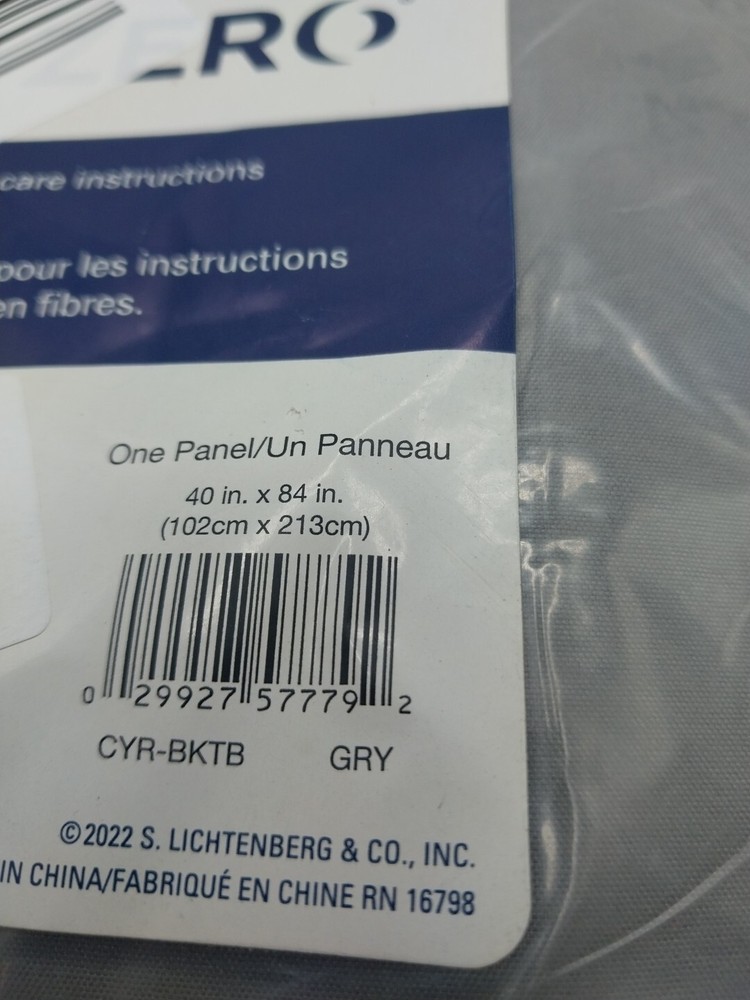 ZERO
care instructions
pour les instructions
en fibres.
One Panel/Un Panneau
40 in. x 84 in.
(102cm x 213cm)
0 29927 57779 2
CYR-BKTB GRY
©2022 S. LICHTENBERG & CO., INC.
IN CHINA/FABRIQUÉ EN CHINE RN 16798